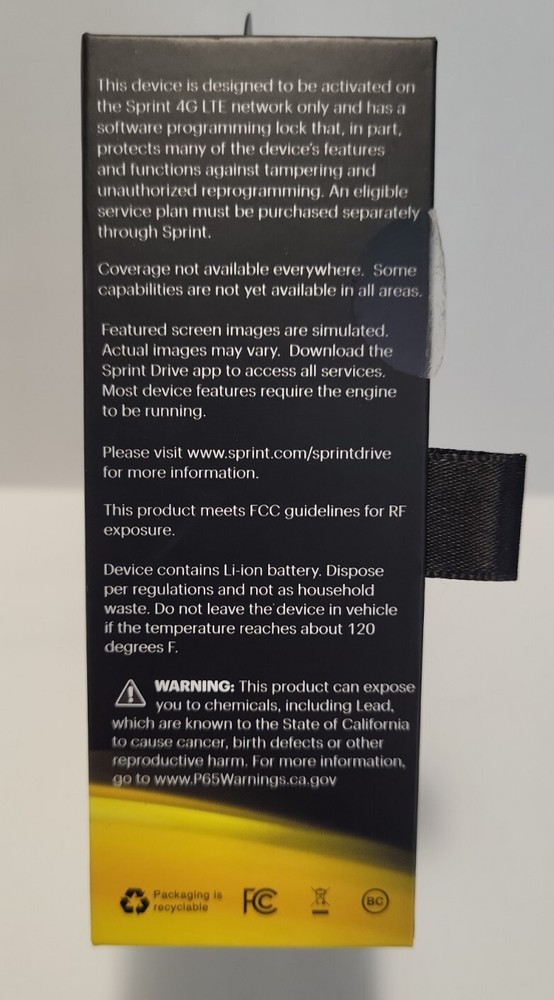 This device is designed to be activated on
the Sprint 4G LTE network only and has a
software programming lock that, in part,
protects many of the device's features
and functions against tampering and
unauthorized reprogramming. An eligible
service plan must be purchased separately
through Sprint.
Coverage not available everywhere. Some
capabilities are not yet available in all areas.
Featured screen images are simulated.
Actual images may vary. Download the
Sprint Drive app to access all services.
Most device features require the engine
to be running.
Please visit www.sprint.com/sprintdrive
for more information.
This product meets FCC guidelines for RF
exposure.
Device contains Li-ion battery. Dispose
per regulations and not as household
waste. Do not leave the device in vehicle
if the temperature reaches about 120
degrees F.
WARNING: This product can expose
you to chemicals, including Lead,
which are known to the State of California
to cause cancer, birth defects or other
reproductive harm. For more information,
go to www.P65Warnings.ca.gov
Packaging is
recyclable
FC
BC